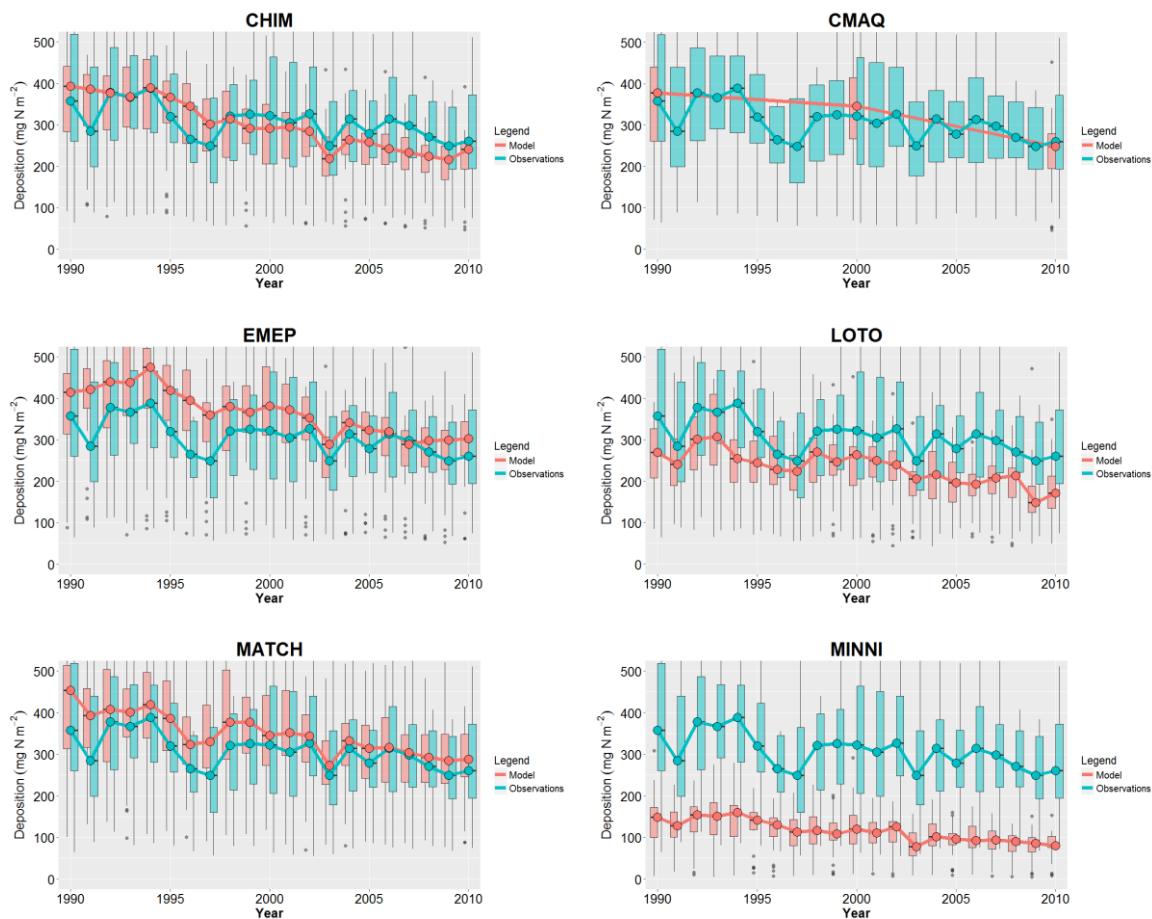 CHIM
500
400
300
200
100
0
Deposition (mg N m⁻²)
1990 1995 2000 2005 2010
Year
Legend
Model
Observations
CMAQ
500
400
300
200
100
0
Deposition (mg N m⁻²)
1990 1995 2000 2005 2010
Year
Legend
Model
Observations
EMEP
500
400
300
200
100
0
Deposition (mg N m⁻²)
1990 1995 2000 2005 2010
Year
Legend
Model
Observations
LOTO
500
400
300
200
100
0
Deposition (mg N m⁻²)
1990 1995 2000 2005 2010
Year
Legend
Model
Observations
MATCH
500
400
300
200
100
0
Deposition (mg N m⁻²)
1990 1995 2000 2005 2010
Year
Legend
Model
Observations
MINNI
500
400
300
200
100
0
Deposition (mg N m⁻²)
1990 1995 2000 2005 2010
Year
Legend
Model
Observations